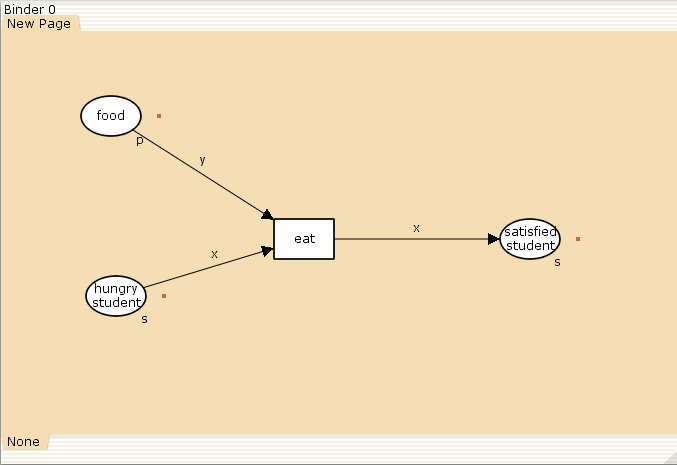 Binder 0
New Page
food
p
y
eat
x
satisfied
student
s
x
hungry
student
s
None